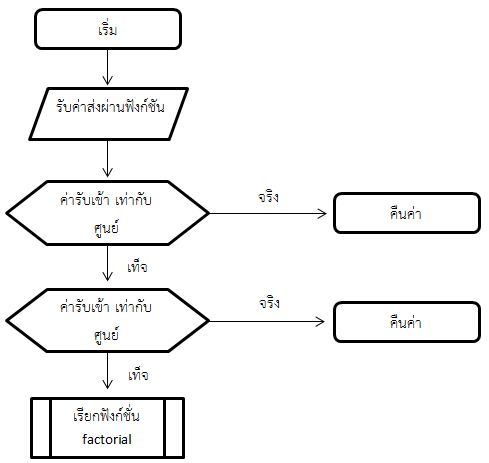 เริ่ม
รับค่าส่งผ่านฟังก์ชัน
ค่ารับเข้า เท่ากับ
ศูนย์
จริง
คืนค่า
เท็จ
ค่ารับเข้า เท่ากับ
ศูนย์
จริง
คืนค่า
เท็จ
เรียกฟังก์ชั่น
factorial